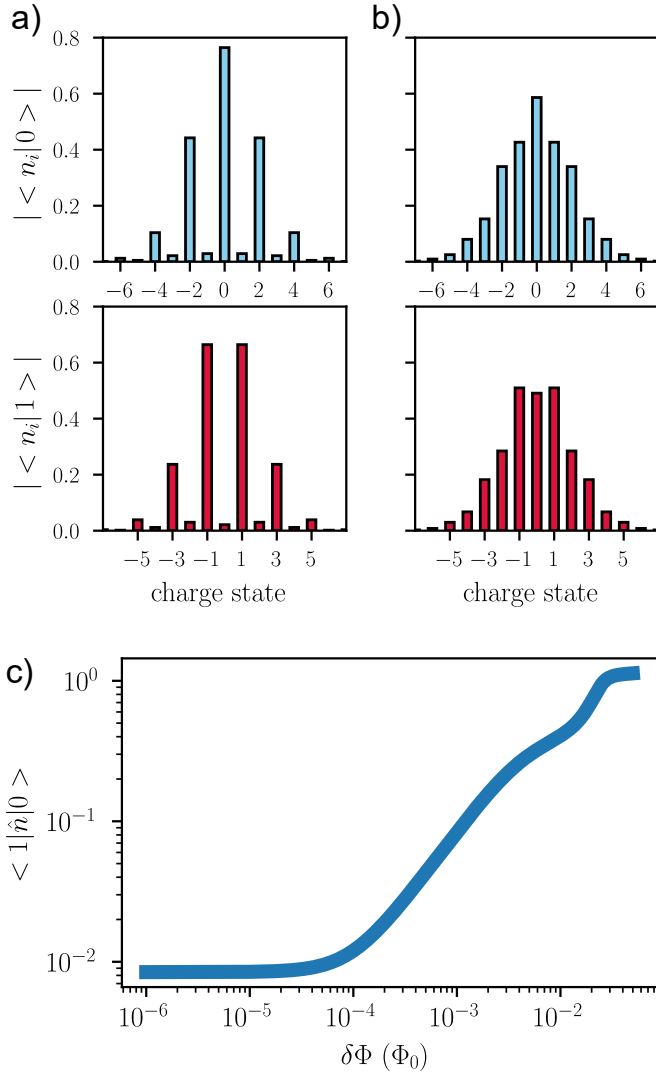 a)
b)
0.8
0.6
0.4
0.2
0.0
| < n_i|0 > |
−6 −4 −2 0 2 4 6
−6 −4 −2 0 2 4 6
0.8
0.6
0.4
0.2
0.0
| < n_i|1 > |
−5 −3 −1 1 3 5
−5 −3 −1 1 3 5
charge state
charge state
c)
10^0
10^−1
10^−2
< 1|n̂|0 >
10^−6 10^−5 10^−4 10^−3 10^−2
δΦ (Φ_0)